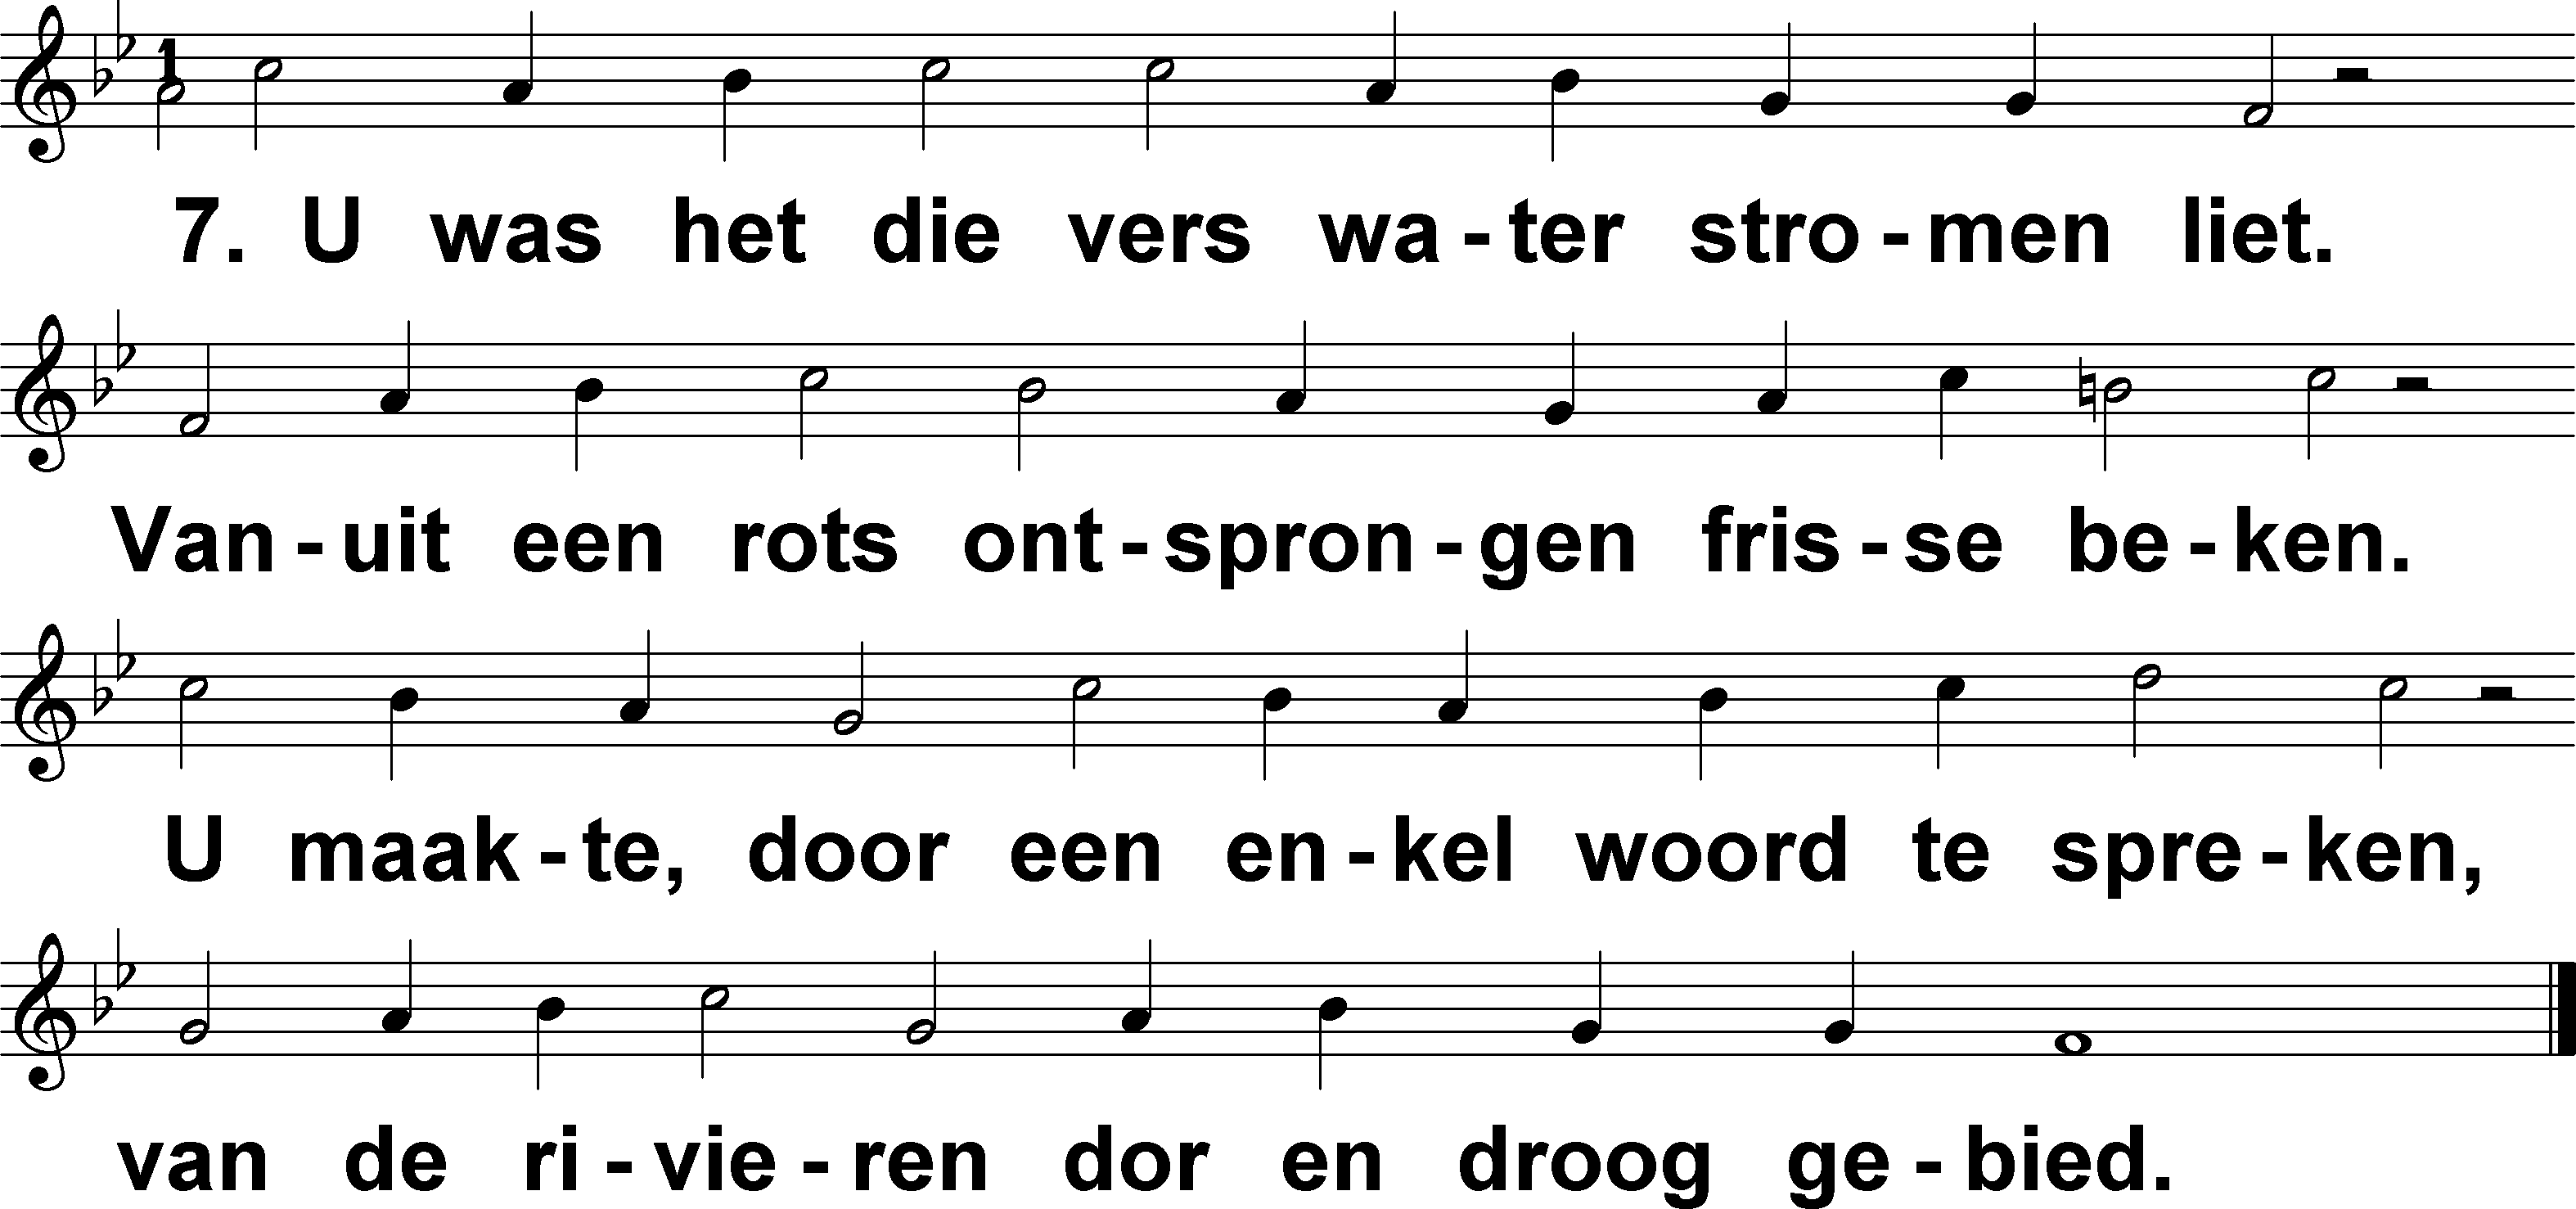 7. U was het die vers wa - ter stro - men liet.
Van - uit een rots ont - spron - gen fris - se be - ken.
U maak - te, door een en - kel woord te spre - ken,
van de ri - vie - ren dor en droog ge - bied.